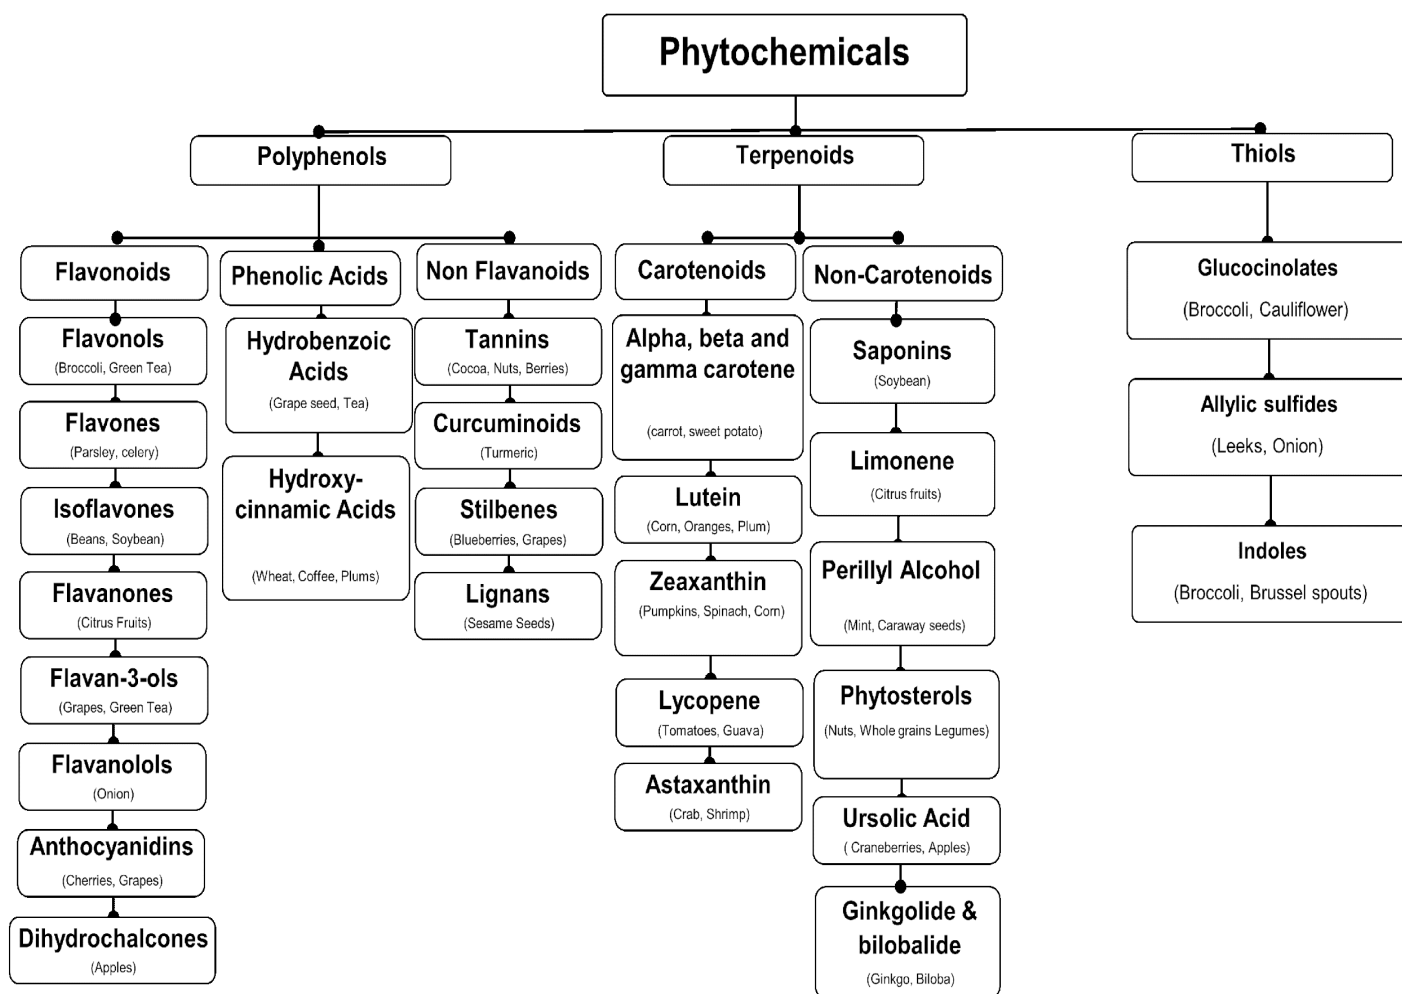 Phytochemicals
Polyphenols
Terpenoids
Thiols
Flavonoids
Phenolic Acids
Non Flavanoids
Carotenoids
Non-Carotenoids
Glucocinolates
(Broccoli, Cauliflower)
Flavonols
(Broccoli, Green Tea)
Flavones
(Parsley, celery)
Isoflavones
(Beans, Soybean)
Flavanones
(Citrus Fruits)
Flavan-3-ols
(Grapes, Green Tea)
Flavanolols
(Onion)
Anthocyanidins
(Cherries, Grapes)
Dihydrochalcones
(Apples)
Hydrobenzoic
Acids
(Grape seed, Tea)
Hydroxy-
cinnamic Acids
(Wheat, Coffee, Plums)
Tannins
(Cocoa, Nuts, Berries)
Curcuminoids
(Turmeric)
Stilbenes
(Blueberries, Grapes)
Lignans
(Sesame Seeds)
Alpha, beta and
gamma carotene
(carrot, sweet potato)
Lutein
(Corn, Oranges, Plum)
Zeaxanthin
(Pumpkins, Spinach, Corn)
Lycopene
(Tomatoes, Guava)
Astaxanthin
(Crab, Shrimp)
Saponins
(Soybean)
Limonene
(Citrus fruits)
Perillyl Alcohol
(Mint, Caraway seeds)
Phytosterols
(Nuts, Whole grains Legumes)
Ursolic Acid
( Craneberries, Apples)
Ginkgolide &
bilobalide
(Ginkgo, Biloba)
Allylic sulfides
(Leeks, Onion)
Indoles
(Broccoli, Brussel spouts)